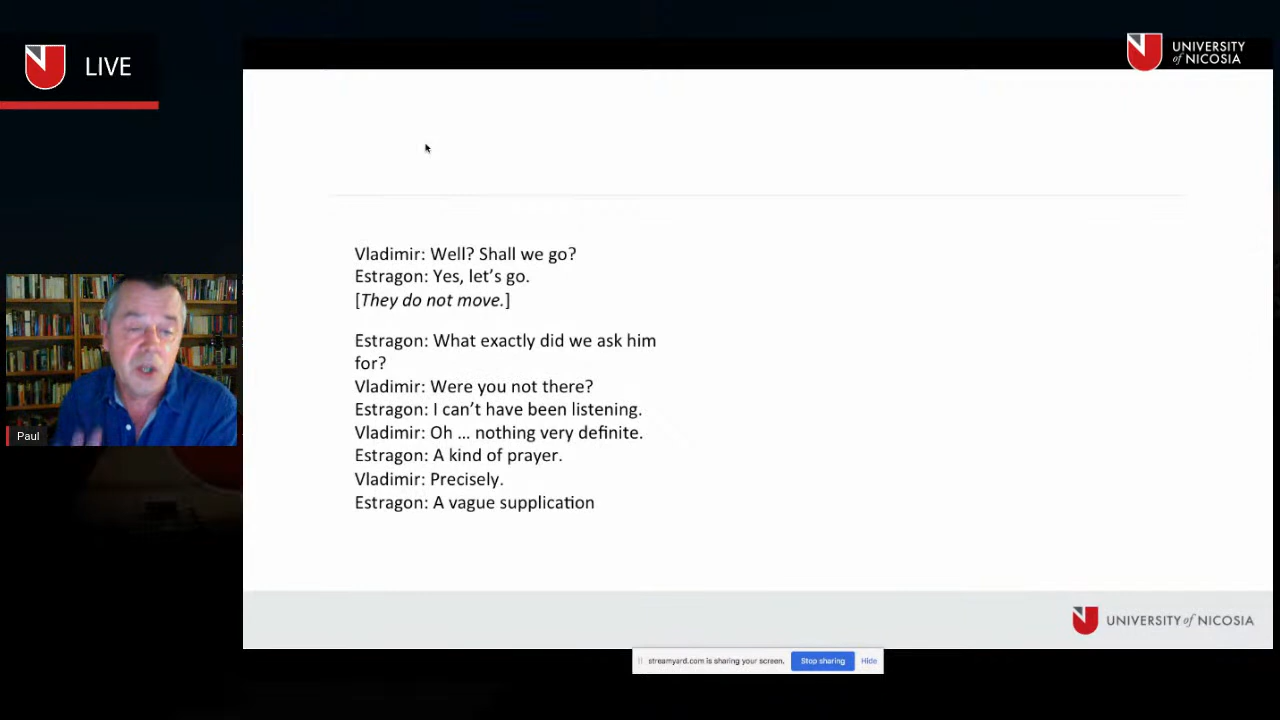 LIVE
UNIVERSITY
of NICOSIA
Vladimir: Well? Shall we go?
Estragon: Yes, let’s go.
[They do not move.]
Estragon: What exactly did we ask him
for?
Vladimir: Were you not there?
Estragon: I can’t have been listening.
Vladimir: Oh … nothing very definite.
Estragon: A kind of prayer.
Vladimir: Precisely.
Estragon: A vague supplication
Paul
UNIVERSITY of NICOSIA
streamyard.com is sharing your screen. Stop sharing Hide